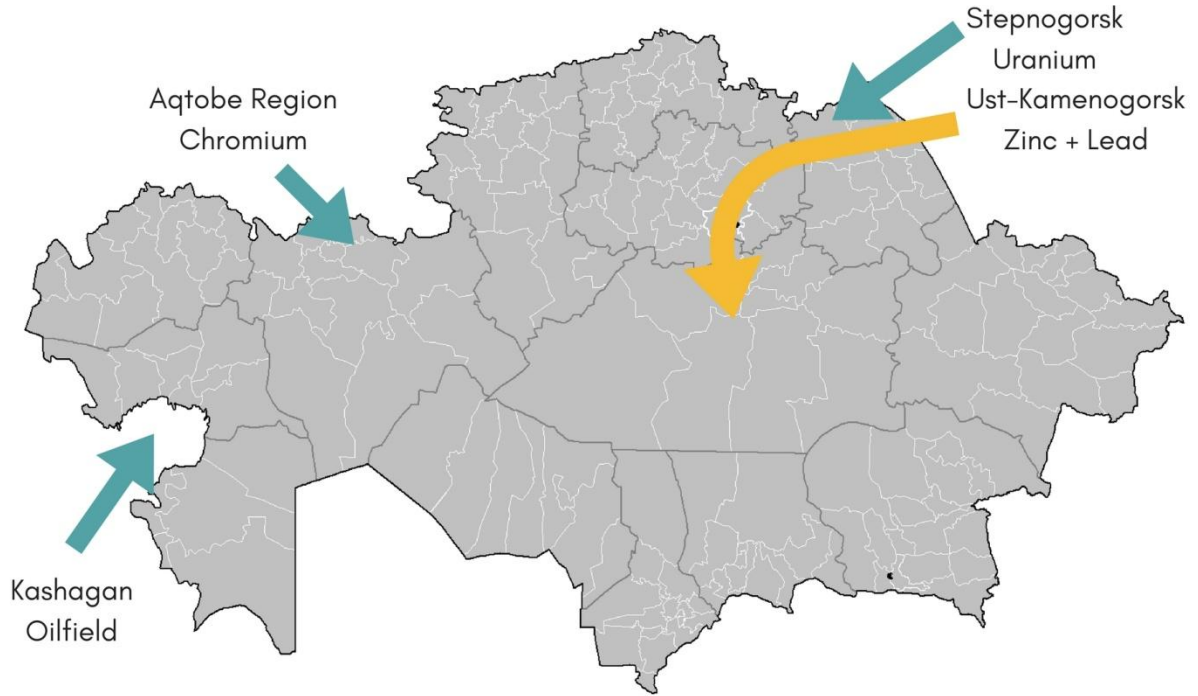 Stepnogorsk
Uranium
Ust-Kamenogorsk
Zinc + Lead
Aqtobe Region
Chromium
Kashagan
Oilfield